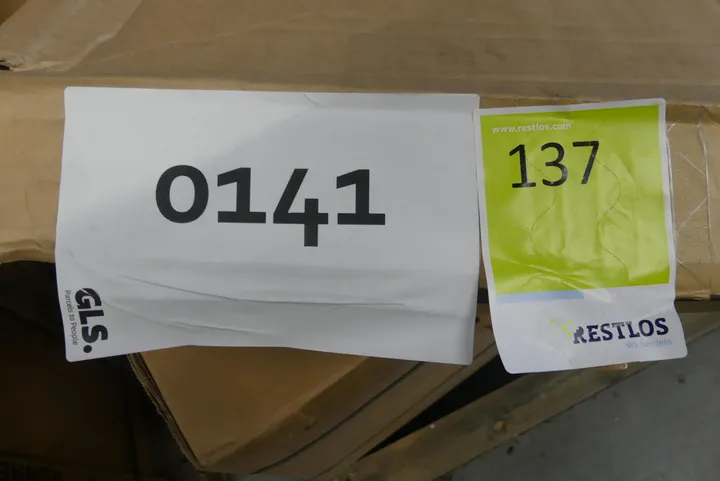 0141
GLS.
Parcels to People
www.restlos.com
137
RESTLOS